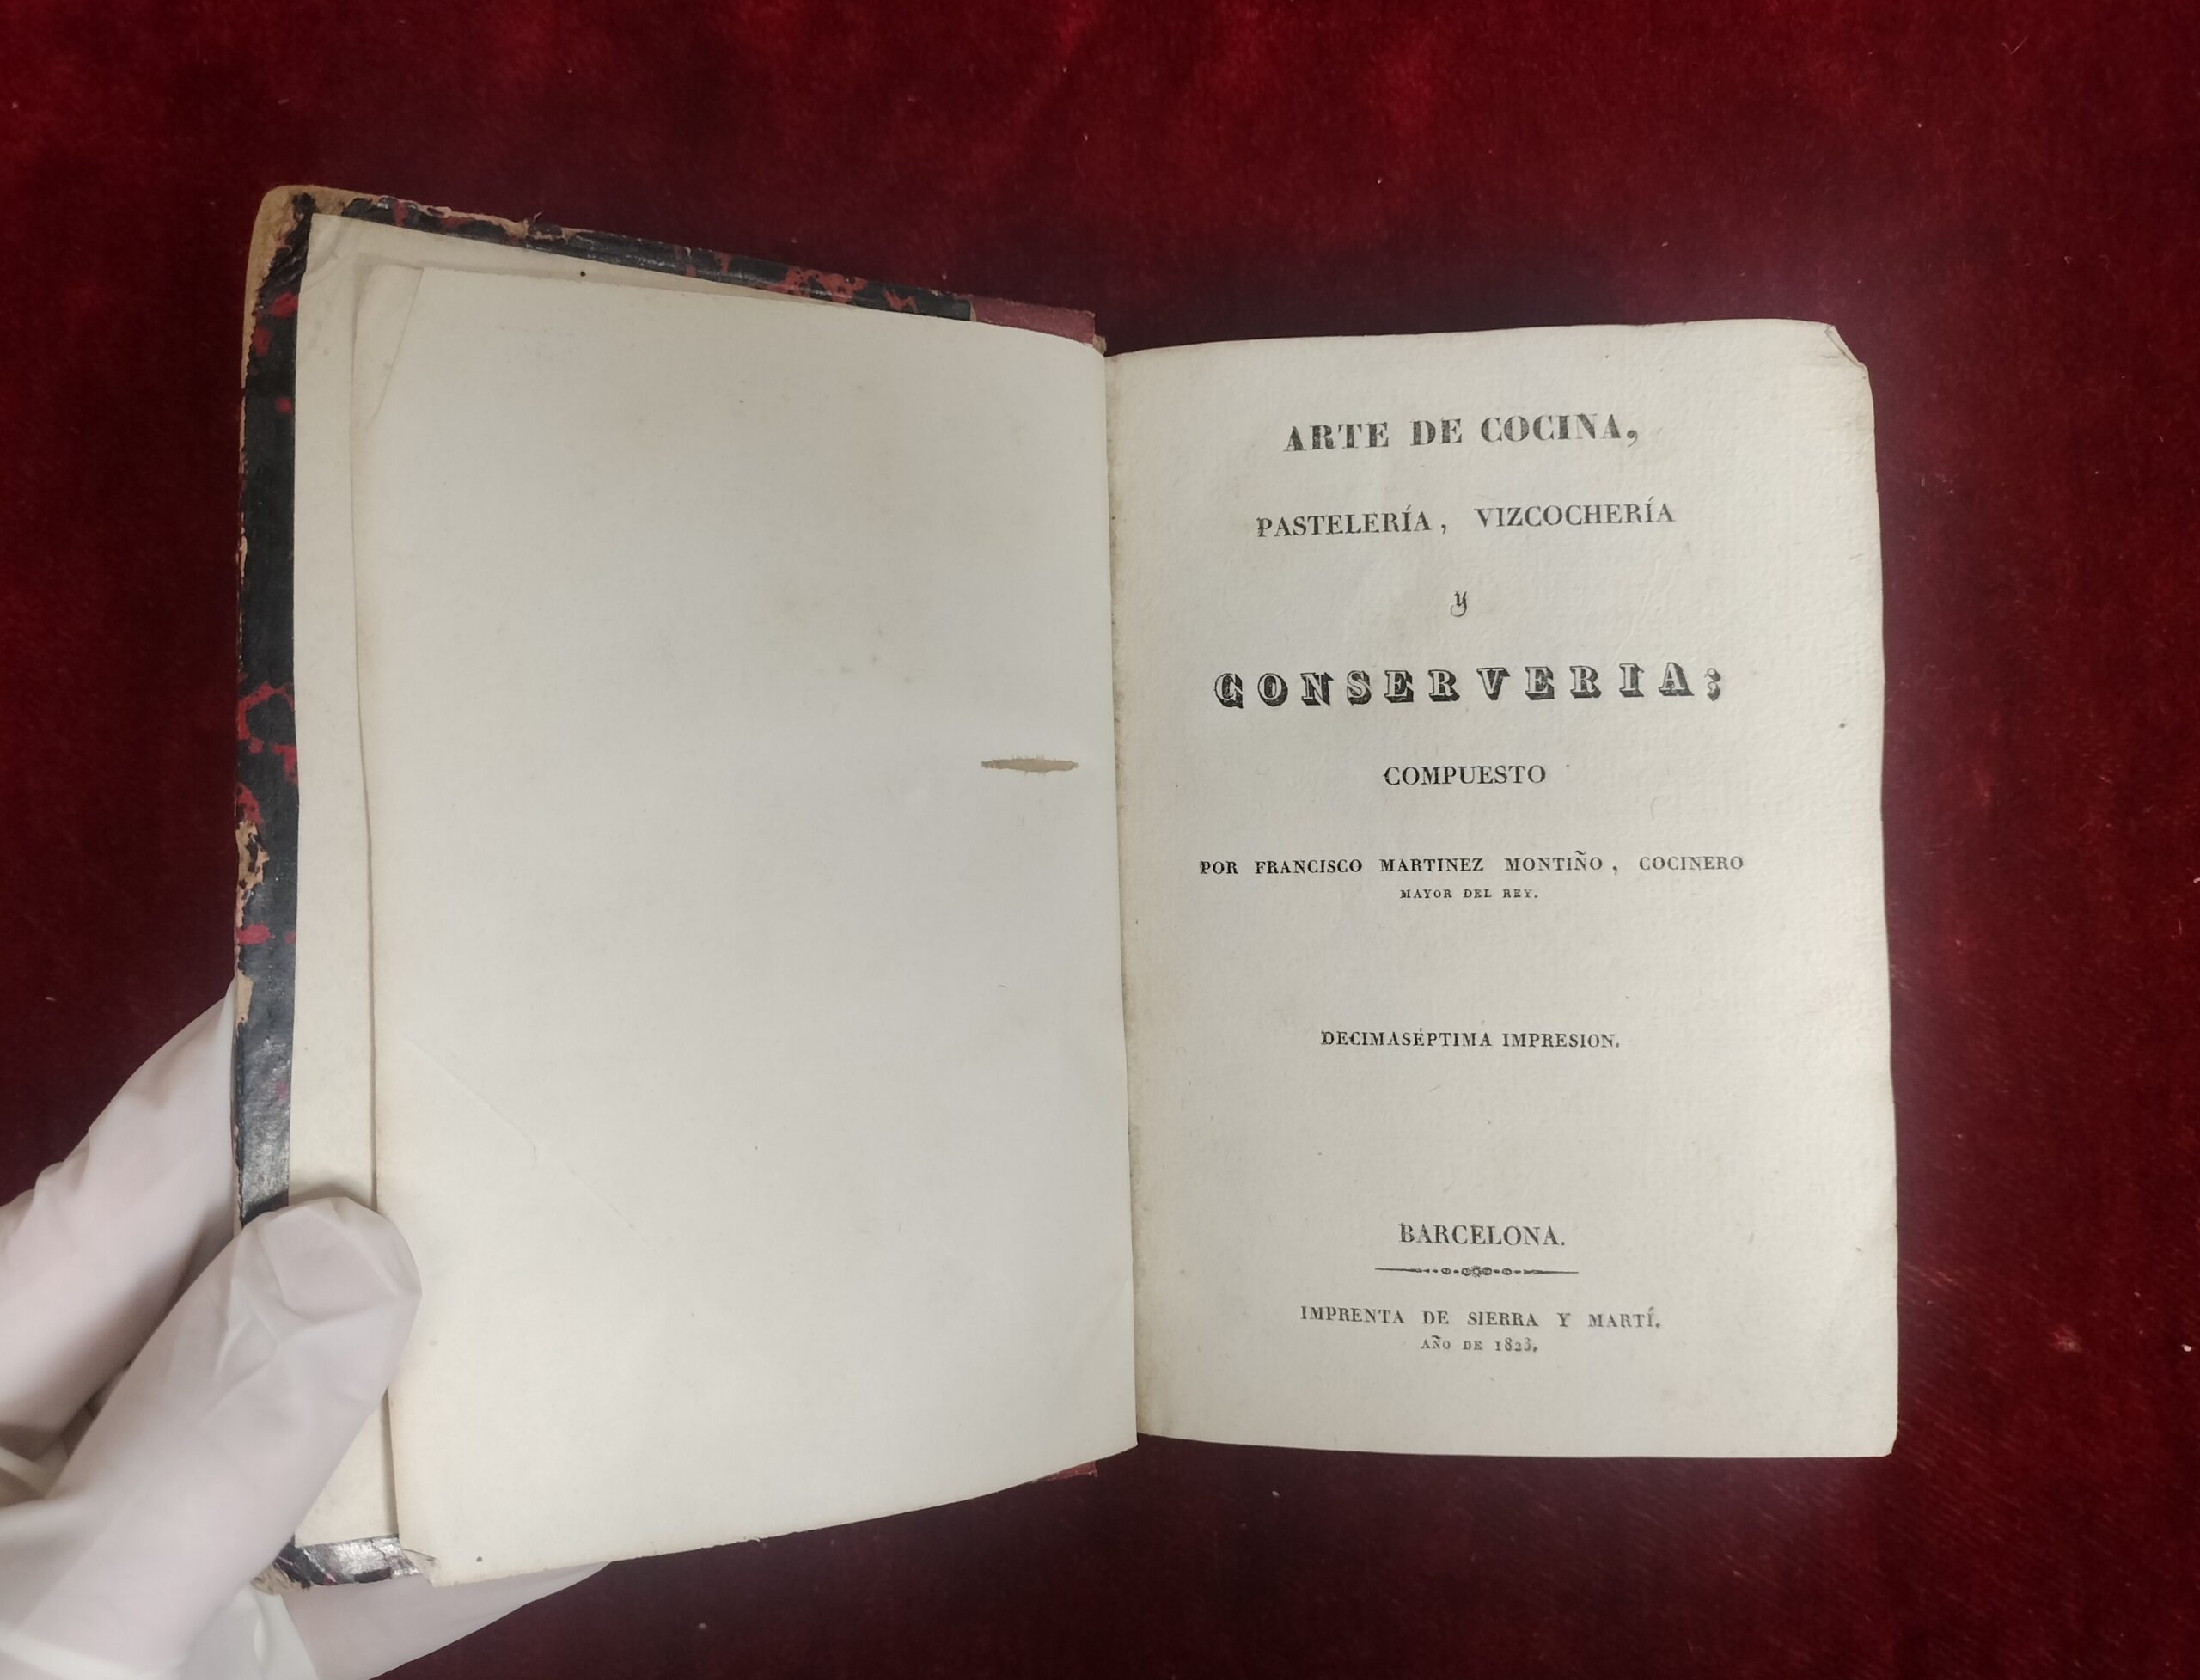 ARTE DE COCINA,
PASTELERÍA, VIZCOCHERÍA
y
CONSERVERIA;
COMPUESTO
POR FRANCISCO MARTINEZ MONTIÑO, COCINERO
MAYOR DEL REY.
DECIMASÉPTIMA IMPRESION.
BARCELONA.
IMPRENTA DE SIERRA Y MARTÍ.
AÑO DE 1823.